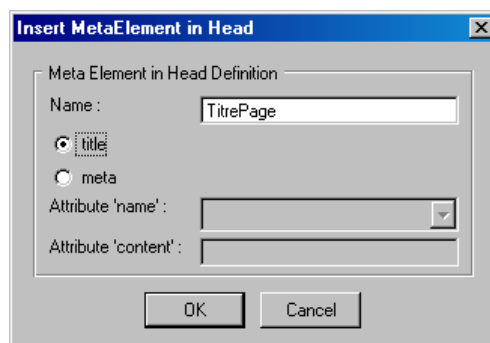 Insert MetaElement in Head
Meta Element in Head Definition
Name : TitrePage
title
meta
Attribute 'name' :
Attribute 'content' :
OK Cancel